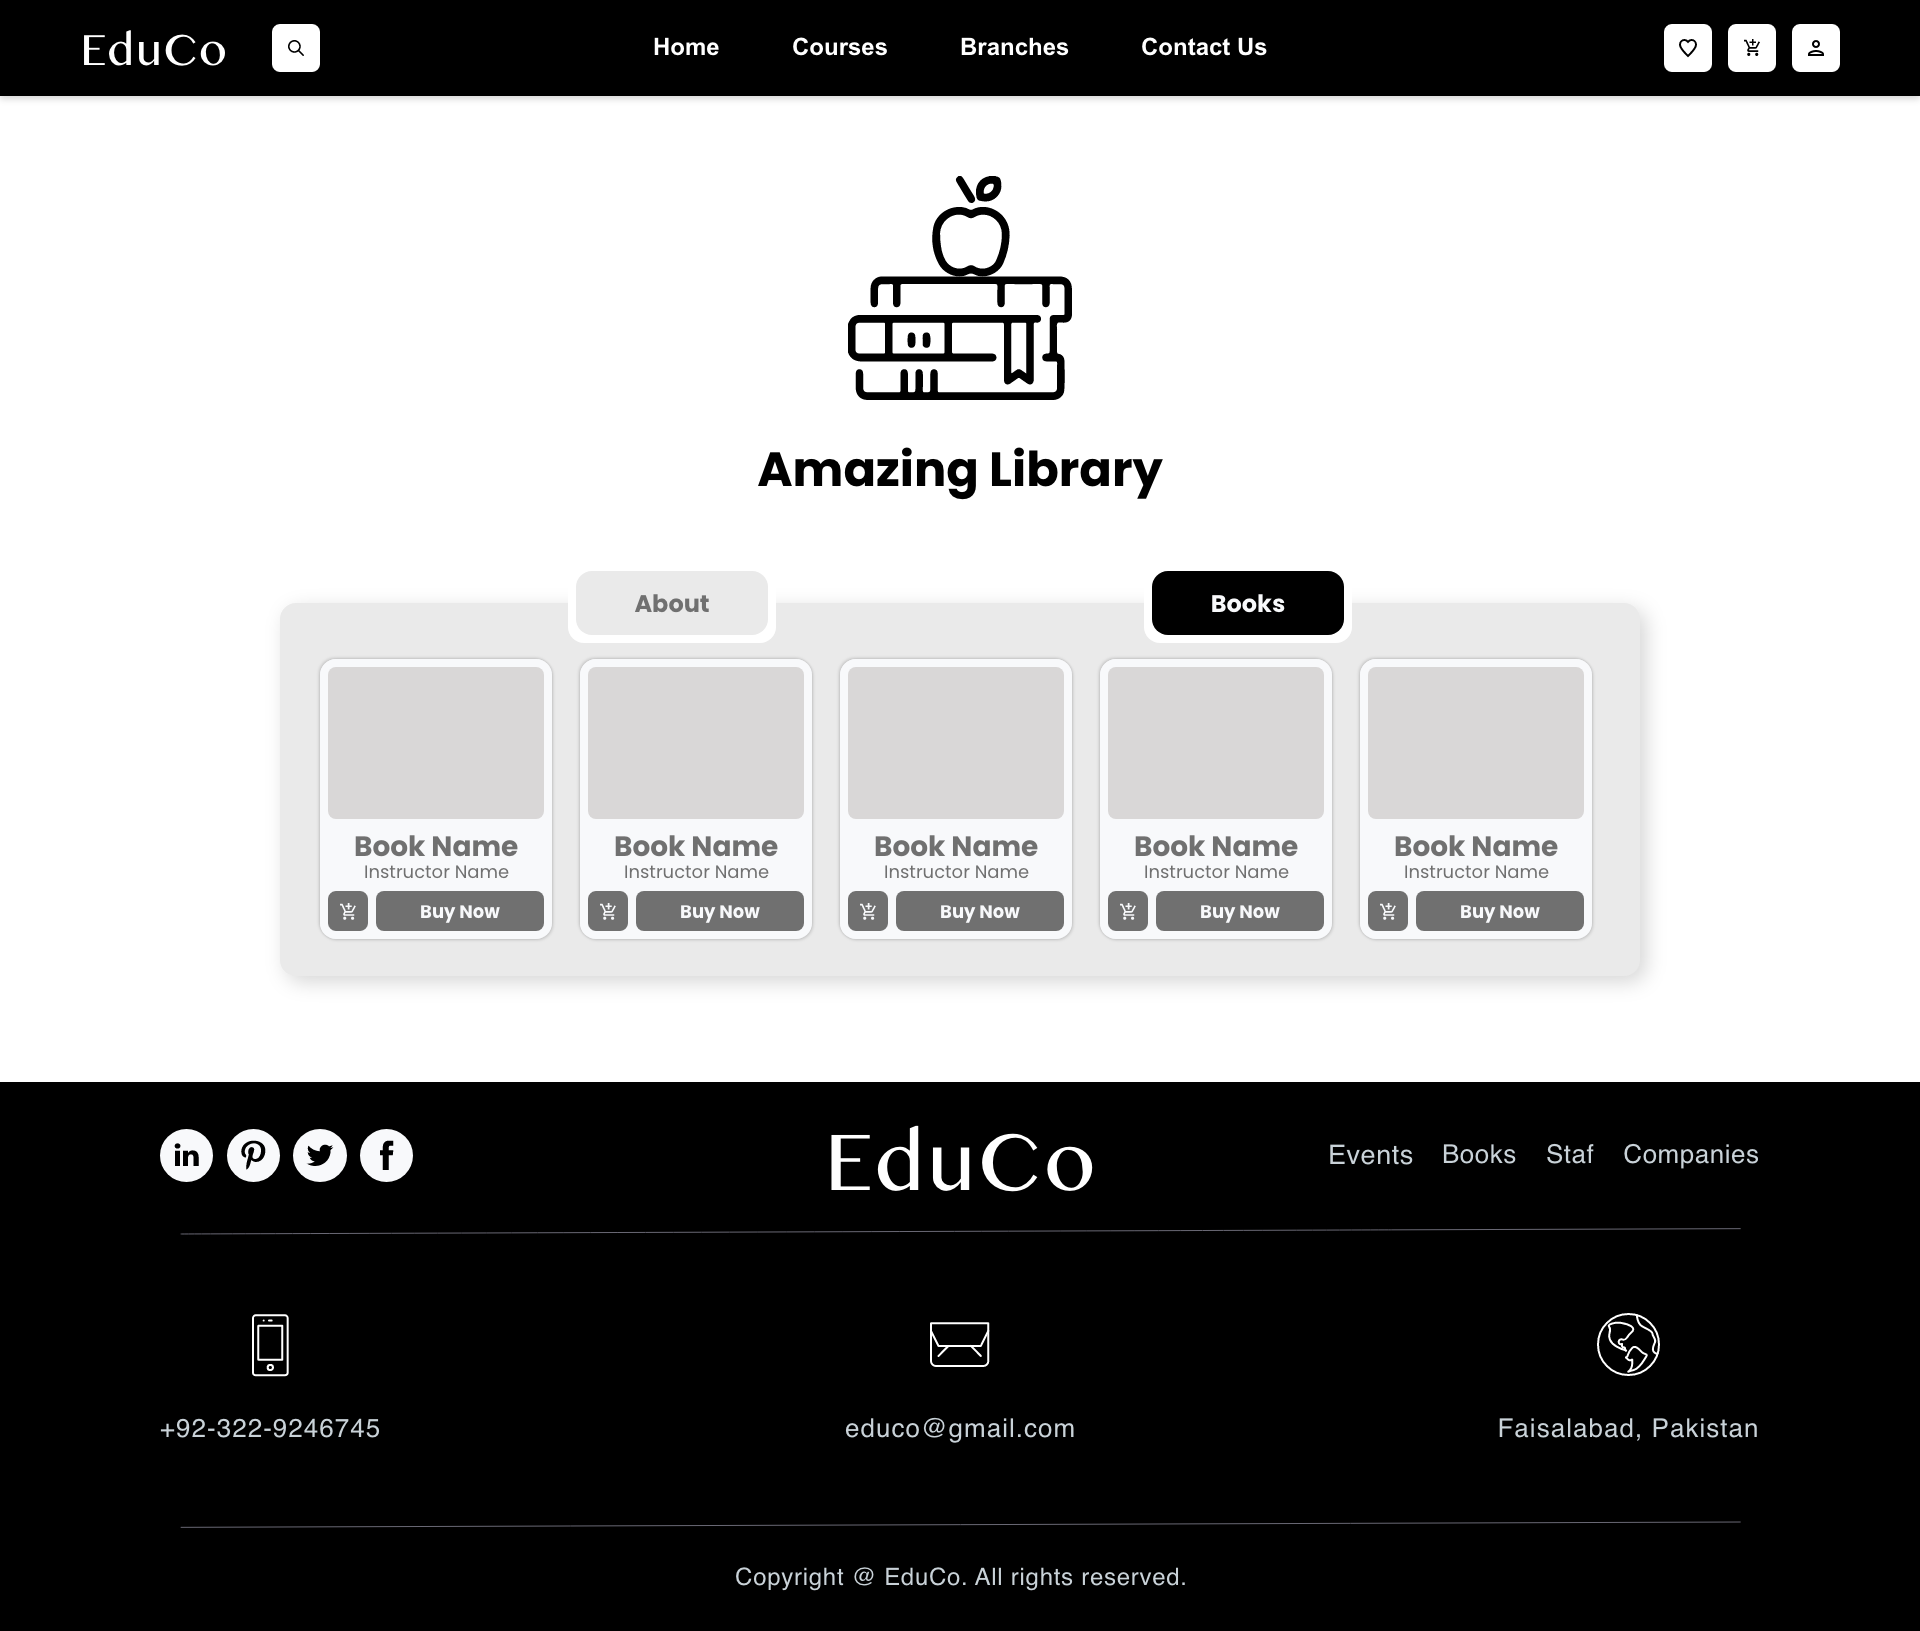 EduCo
Home
Courses
Branches
Contact Us
Amazing Library
About
Books
Book Name
Instructor Name
Buy Now
Book Name
Instructor Name
Buy Now
Book Name
Instructor Name
Buy Now
Book Name
Instructor Name
Buy Now
Book Name
Instructor Name
Buy Now
in
EduCo
Events
Books
Staf
Companies
+92-322-9246745
educo@gmail.com
Faisalabad, Pakistan
Copyright @ EduCo. All rights reserved.